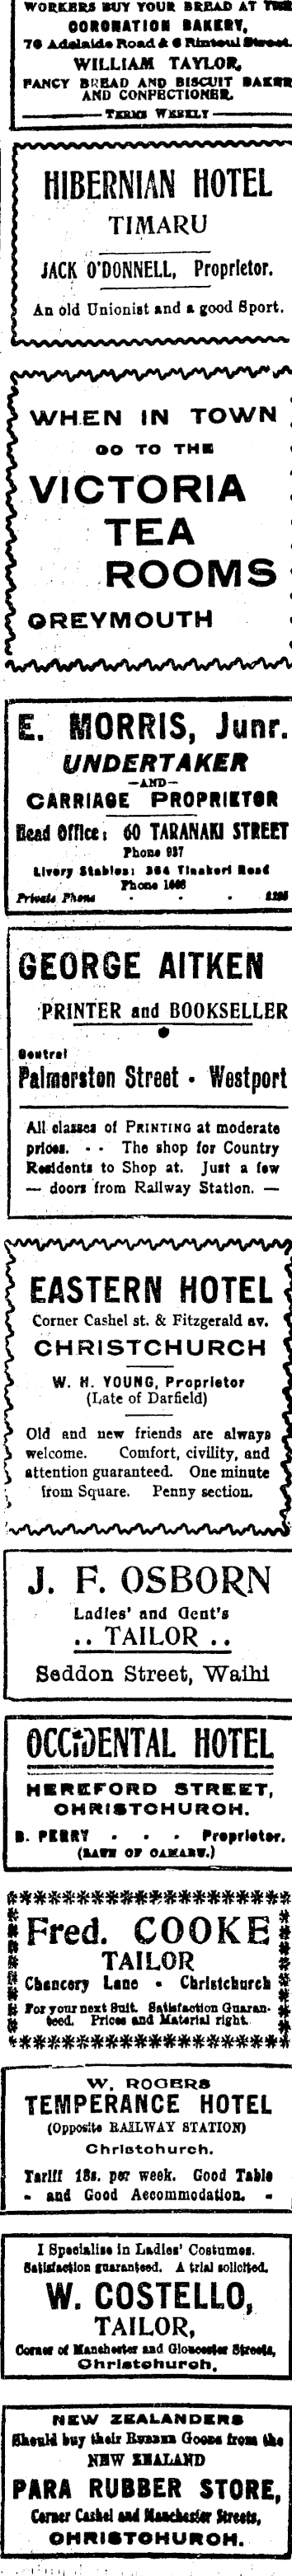 WORKERS BUY YOUR BREAD AT THE
CORONATION BAKERY,
78 Adelaide Road & 6 Rintoul Street.
WILLIAM TAYLOR,
FANCY BREAD AND BISCUIT BAKER
AND CONFECTIONER.
TERMS WEEKLY
HIBERNIAN HOTEL
TIMARU
JACK O'DONNELL, Proprietor.
An old Unionist and a good Sport.
WHEN IN TOWN
GO TO THE
VICTORIA
TEA
ROOMS
GREYMOUTH
E. MORRIS, Junr.
UNDERTAKER
—AND—
CARRIAGE PROPRIETOR
Head Office: 60 TARANAKI STREET
Phone 937
Livery Stables: 364 Tinakori Road
Phone
Private Phone - - -
GEORGE AITKEN
PRINTER and BOOKSELLER
Central
Palmerston Street - Westport
All classes of PRINTING at moderate
prices. - - The shop for Country
Residents to Shop at. Just a few
— doors from Railway Station. —
EASTERN HOTEL
Corner Cashel st. & Fitzgerald av.
CHRISTCHURCH
W. H. YOUNG, Proprietor
(Late of Darfield)
Old and new friends are always
welcome. Comfort, civility, and
attention guaranteed. One minute
from Square. Penny section.
J. F. OSBORN
Ladies' and Gent's
.. TAILOR ..
Seddon Street, Waihi
OCCIDENTAL HOTEL
HEREFORD STREET,
CHRISTCHURCH.
B. PERRY - - - Proprietor.
(LATE OF OAMARU.)
Fred. COOKE
TAILOR
Chancery Lane - Christchurch
For your next Suit. Satisfaction Guaran-
teed. Prices and Material right.
W. ROGERS
TEMPERANCE HOTEL
(Opposite RAILWAY STATION)
Christchurch.
Tariff 18s. per week. Good Table
- and Good Accommodation. -
I Specialise in Ladies' Costumes.
Satisfaction guaranteed. A trial solicited.
W. COSTELLO,
TAILOR,
Corner of Manchester and Gloucester Streets,
Christchurch.
NEW ZEALANDERS
Should buy their RUBBER GOODS from the
NEW ZEALAND
PARA RUBBER STORE,
Corner Cashel and Manchester Streets,
CHRISTCHURCH.